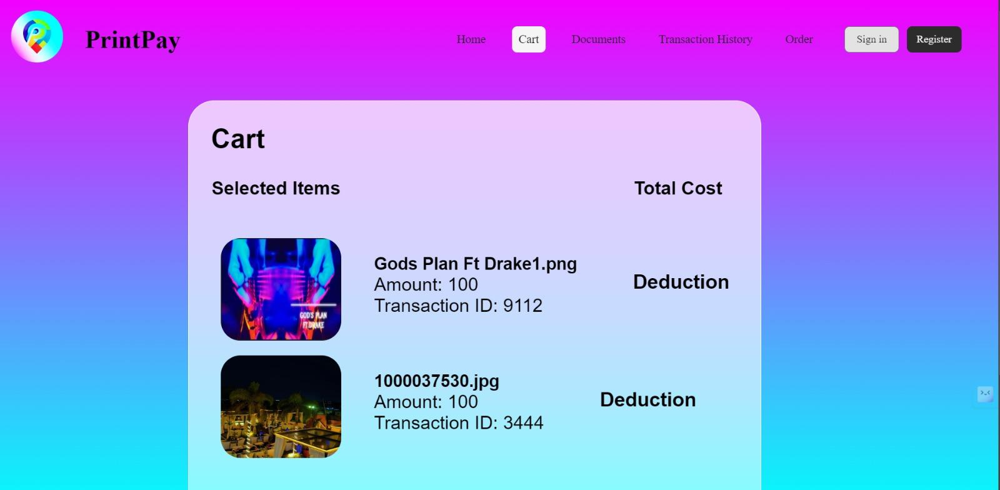 PrintPay
Home Cart Documents Transaction History Order Sign in Register
Cart
Selected Items Total Cost
GOD'S PLAN
FT.DRAKE
Gods Plan Ft Drake1.png
Amount: 100
Transaction ID: 9112
Deduction
1000037530.jpg
Amount: 100
Transaction ID: 3444
Deduction